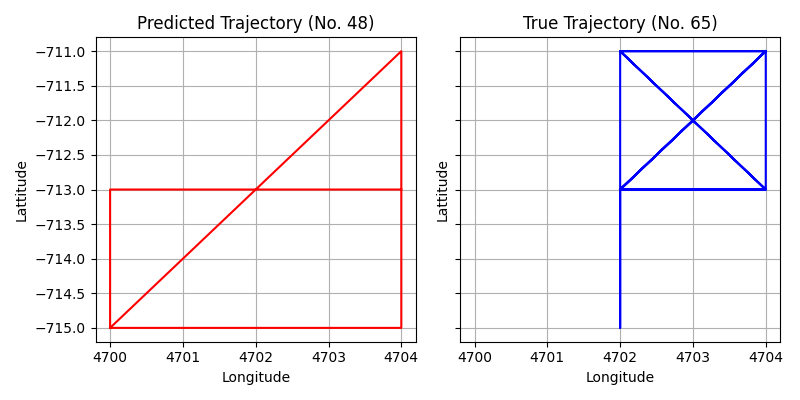 Predicted Trajectory (No. 48)
True Trajectory (No. 65)
−711.0
−711.5
−712.0
−712.5
−713.0
−713.5
−714.0
−714.5
−715.0
Lattitude
Lattitude
4700 4701 4702 4703 4704
4700 4701 4702 4703 4704
Longitude
Longitude